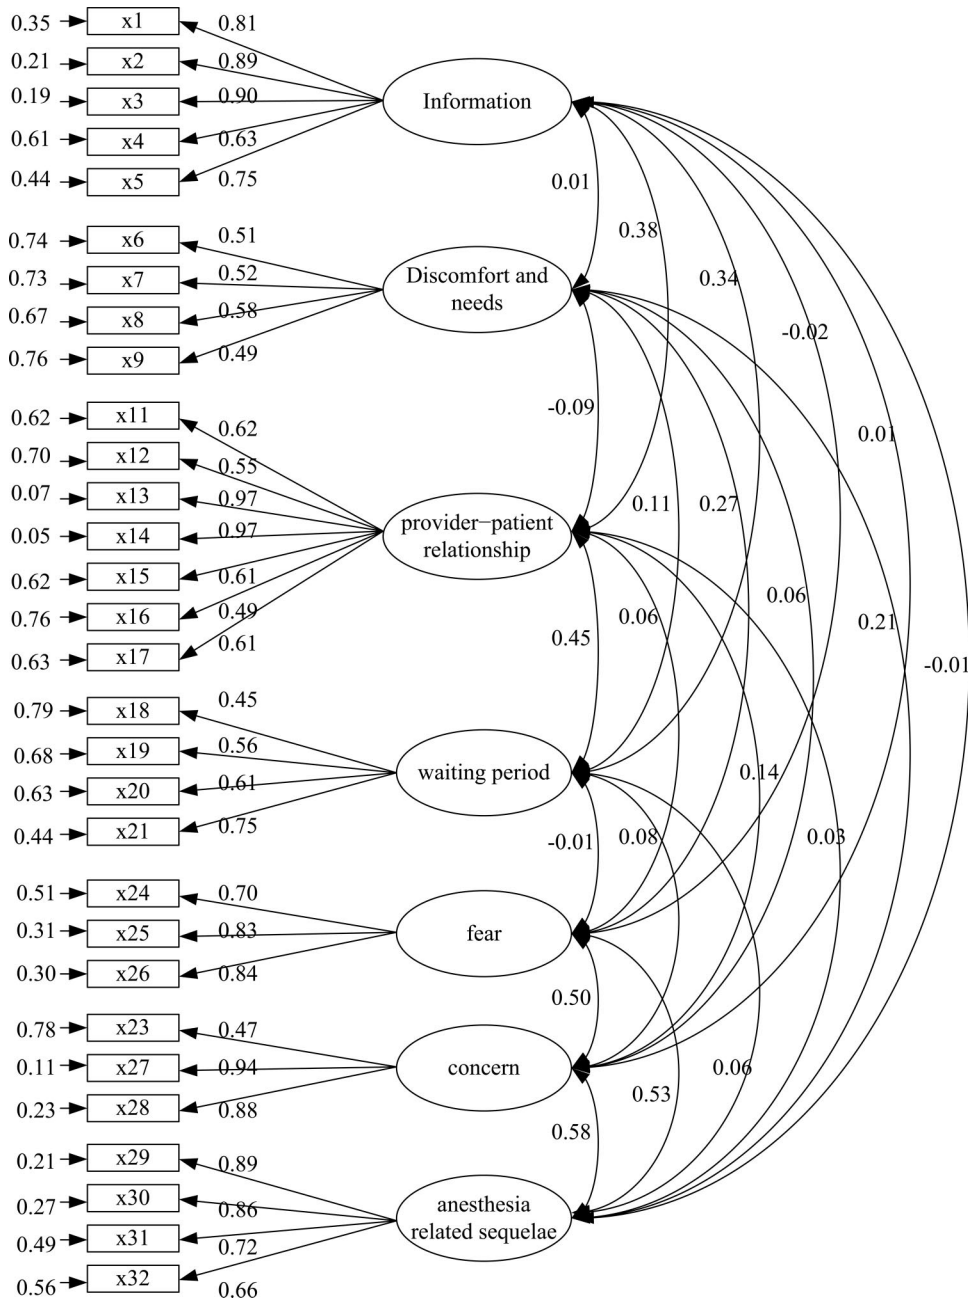 0.35 x1 0.81
0.21 x2 0.89
0.19 x3 0.90
0.61 x4 0.63
0.44 x5 0.75
Information
0.01
0.38
0.34
-0.02
0.01
-0.01
0.74 x6 0.51
0.73 x7 0.52
0.67 x8 0.58
0.76 x9 0.49
Discomfort and
needs
-0.09
0.11
0.27
0.06
0.21
0.62 x11 0.62
0.70 x12 0.55
0.07 x13 0.97
0.05 x14 0.97
0.62 x15 0.61
0.76 x16 0.49
0.63 x17 0.61
provider−patient
relationship
0.45
0.06
0.14
0.03
0.79 x18 0.45
0.68 x19 0.56
0.63 x20 0.61
0.44 x21 0.75
waiting period
-0.01
0.08
0.06
0.51 x24 0.70
0.31 x25 0.83
0.30 x26 0.84
fear
0.50
0.53
0.78 x23 0.47
0.11 x27 0.94
0.23 x28 0.88
concern
0.58
0.21 x29 0.89
0.27 x30 0.86
0.49 x31 0.72
0.56 x32 0.66
anesthesia
related sequelae